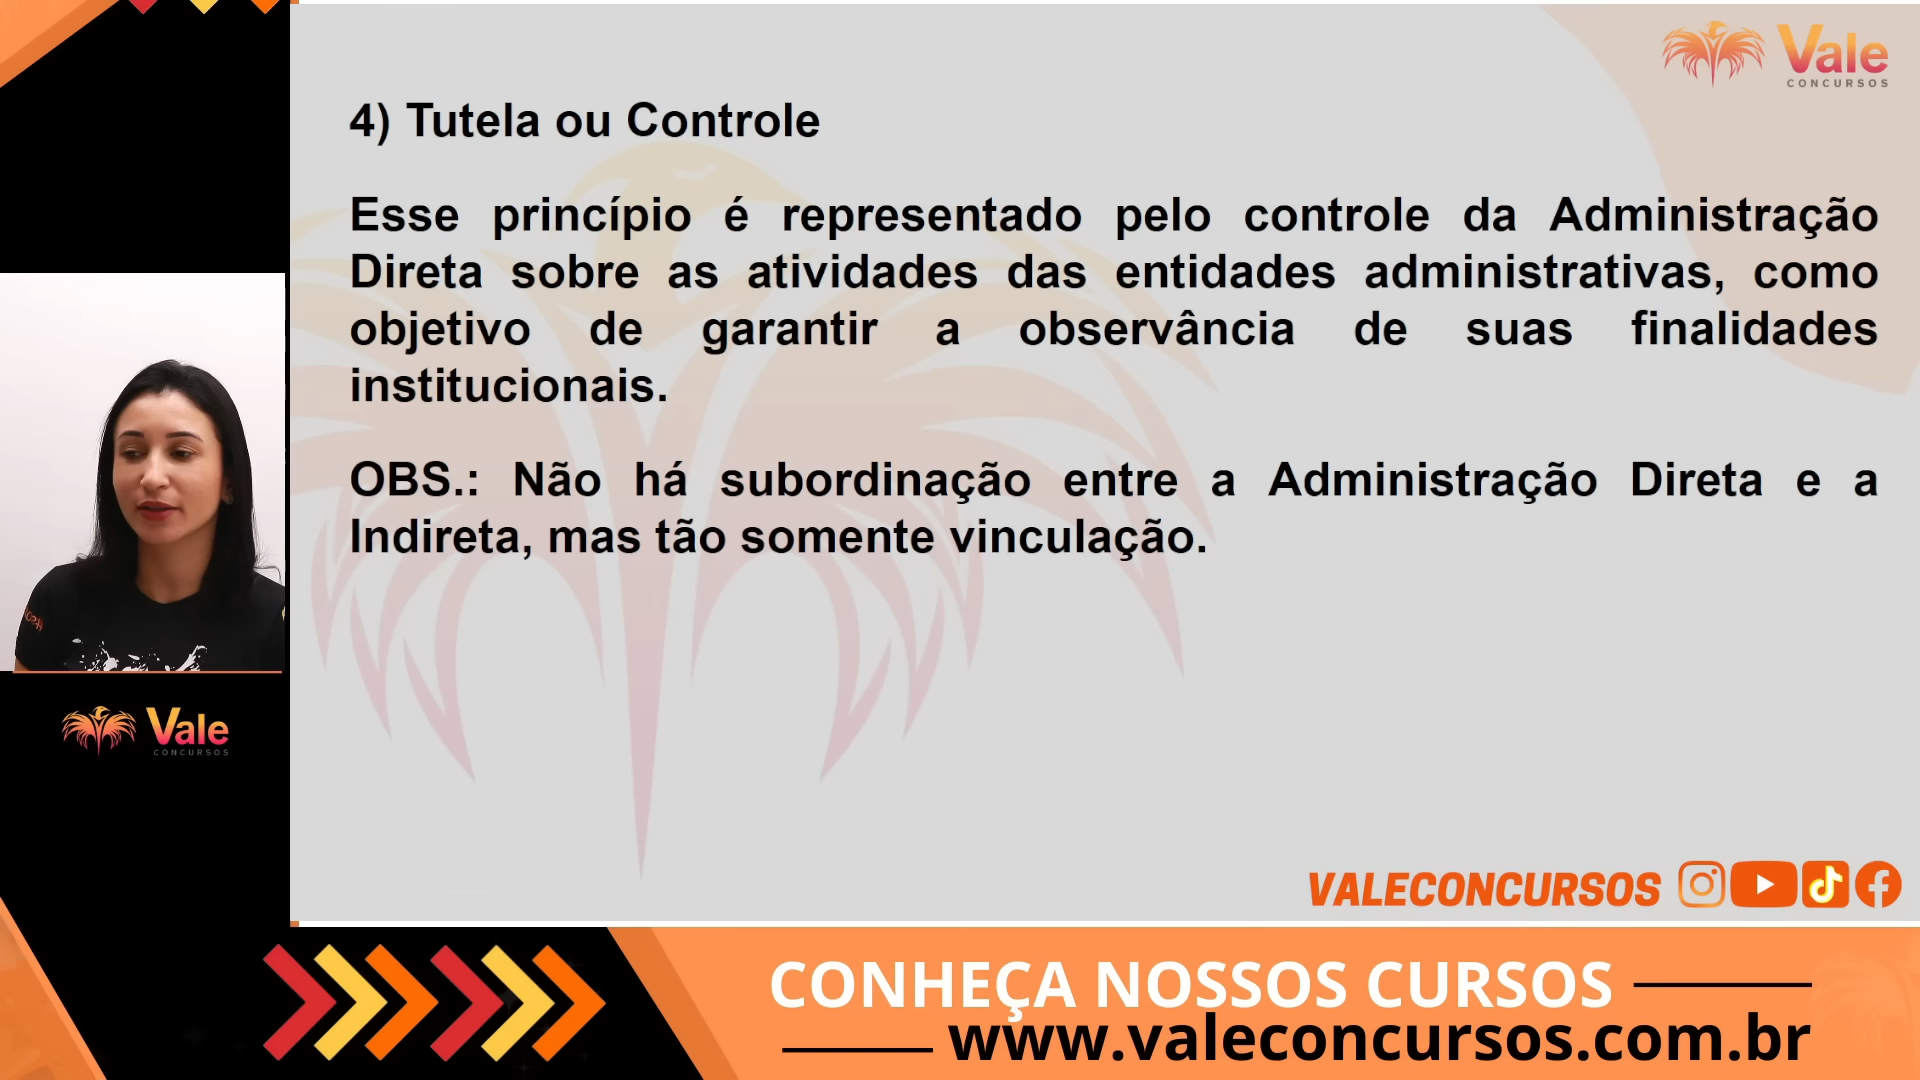 Vale
CONCURSOS
4) Tutela ou Controle
Esse princípio é representado pelo controle da Administração
Direta sobre as atividades das entidades administrativas, como
objetivo de garantir a observância de suas finalidades
institucionais.
OBS.: Não há subordinação entre a Administração Direta e a
Indireta, mas tão somente vinculação.
Vale
CONCURSOS
VALECONCURSOS
CONHEÇA NOSSOS CURSOS
www.valeconcursos.com.br